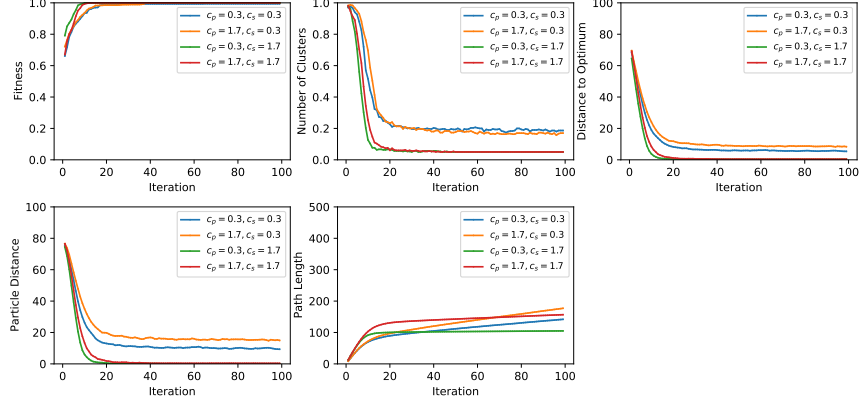 Fitness
1.0
0.8
0.6
0.4
0.2
0.0
0 20 40 60 80 100
Iteration
c_p = 0.3, c_s = 0.3
c_p = 1.7, c_s = 0.3
c_p = 0.3, c_s = 1.7
c_p = 1.7, c_s = 1.7
Number of Clusters
1.0
0.8
0.6
0.4
0.2
0.0
0 20 40 60 80 100
Iteration
c_p = 0.3, c_s = 0.3
c_p = 1.7, c_s = 0.3
c_p = 0.3, c_s = 1.7
c_p = 1.7, c_s = 1.7
Distance to Optimum
100
80
60
40
20
0
0 20 40 60 80 100
Iteration
c_p = 0.3, c_s = 0.3
c_p = 1.7, c_s = 0.3
c_p = 0.3, c_s = 1.7
c_p = 1.7, c_s = 1.7
Particle Distance
100
80
60
40
20
0
0 20 40 60 80 100
Iteration
c_p = 0.3, c_s = 0.3
c_p = 1.7, c_s = 0.3
c_p = 0.3, c_s = 1.7
c_p = 1.7, c_s = 1.7
Path Length
500
400
300
200
100
0
0 20 40 60 80 100
Iteration
c_p = 0.3, c_s = 0.3
c_p = 1.7, c_s = 0.3
c_p = 0.3, c_s = 1.7
c_p = 1.7, c_s = 1.7